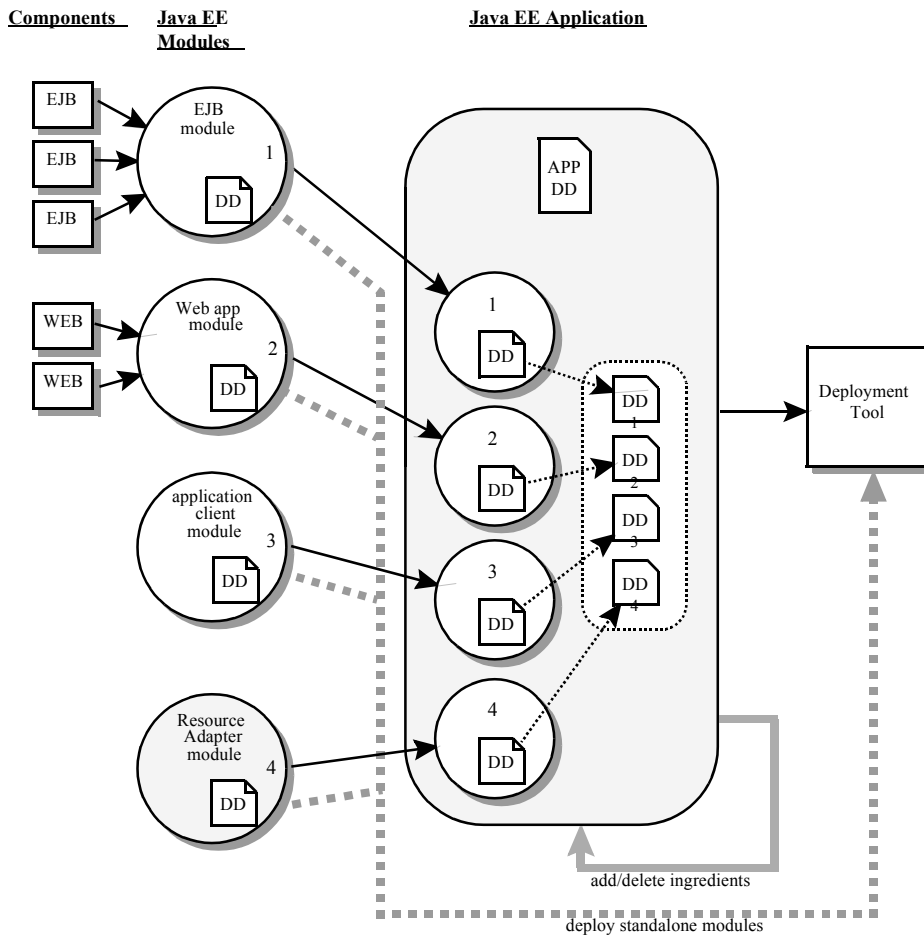 Components
Java EE
Modules
Java EE Application
EJB
EJB
EJB
EJB
module
1
DD
WEB
WEB
Web app
module
2
DD
application
client
module
3
DD
Resource
Adapter
module
4
DD
APP
DD
1
DD
2
DD
3
DD
4
DD
DD
1
DD
2
DD
3
DD
4
Deployment
Tool
add/delete ingredients
deploy standalone modules